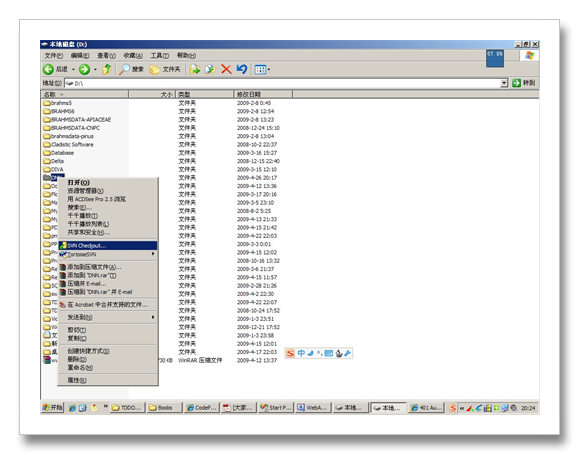 本地磁盘 (D:)
文件(F) 编辑(E) 查看(V) 收藏(A) 工具(T) 帮助(H)
67.9%
后退 搜索 文件夹
地址(D) D:\ 转到
名称 大小 类型 修改日期
brahms5 文件夹 2009-2-8 0:45
BRAHMS6 文件夹 2009-2-8 12:54
BRAHMSDATA-APIACEAE 文件夹 2009-2-8 13:23
BRAHMSDATA-CNPC 文件夹 2008-12-24 15:10
brahmsdata-pinus 文件夹 2009-2-8 13:04
Cladistic Software 文件夹 2008-10-2 22:37
Database 文件夹 2009-3-16 15:27
Delta 文件夹 2008-12-15 22:40
DIVA 文件夹 2009-3-15 12:10
文件夹 2009-4-26 20:17
Do 文件夹 2009-4-12 13:36
文件夹 2009-3-17 20:16
Ma 文件夹 2009-3-5 23:10
My 文件夹 2008-8-2 5:25
My 文件夹 2009-4-13 21:33
文件夹 2009-4-15 21:42
on 文件夹 2009-4-22 22:03
文件夹 2009-3-3 0:01
Pr 文件夹 2009-4-15 12:02
Pr 文件夹 2008-10-16 13:32
Re 文件夹 2009-3-6 21:37
Re 文件夹 2009-4-15 11:57
SC 文件夹 2009-2-28 21:26
文件夹 2009-4-2 22:30
TD 文件夹 2009-4-22 22:07
TD 文件夹 2008-10-24 17:52
文件夹 2009-1-3 23:51
文件夹 2008-12-21 17:52
文 文件夹 2009-1-3 23:58
新 文件夹 2009-4-15 12:01
桌 文件夹 2009-4-17 22:03
730 KB WinRAR 压缩文件 2009-4-12 13:37
打开(O)
资源管理器(X)
用 ACDSee Pro 2.5 浏览
搜索(E)...
千千播放(T)
千千播放列表(L)
共享和安全(H)...
SVN Checkout...
TortoiseSVN
添加到压缩文件(A)...
添加到 "DNN.rar"(T)
压缩并 E-mail...
压缩到 "DNN.rar" 并 E-mail
在 Acrobat 中合并支持的文件...
发送到(N)
剪切(T)
复制(C)
创建快捷方式(S)
删除(D)
重命名(M)
属性(R)
中
开始 TDDO... Books CodeP... [大家... Start P... WebA... 本地... 本地... 401 Au... 20:24